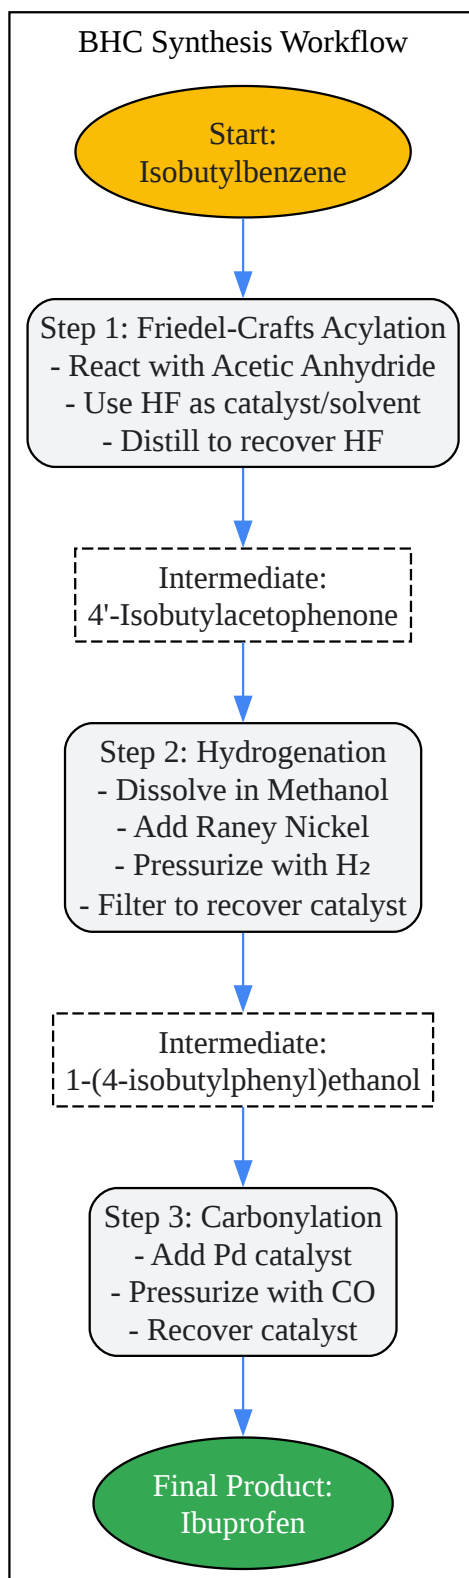 BHC Synthesis Workflow
Start:
Isobutylbenzene
Step 1: Friedel-Crafts Acylation
- React with Acetic Anhydride
- Use HF as catalyst/solvent
- Distill to recover HF
Intermediate:
4'-Isobutylacetophenone
Step 2: Hydrogenation
- Dissolve in Methanol
- Add Raney Nickel
- Pressurize with H₂
- Filter to recover catalyst
Intermediate:
1-(4-isobutylphenyl)ethanol
Step 3: Carbonylation
- Add Pd catalyst
- Pressurize with CO
- Recover catalyst
Final Product:
Ibuprofen